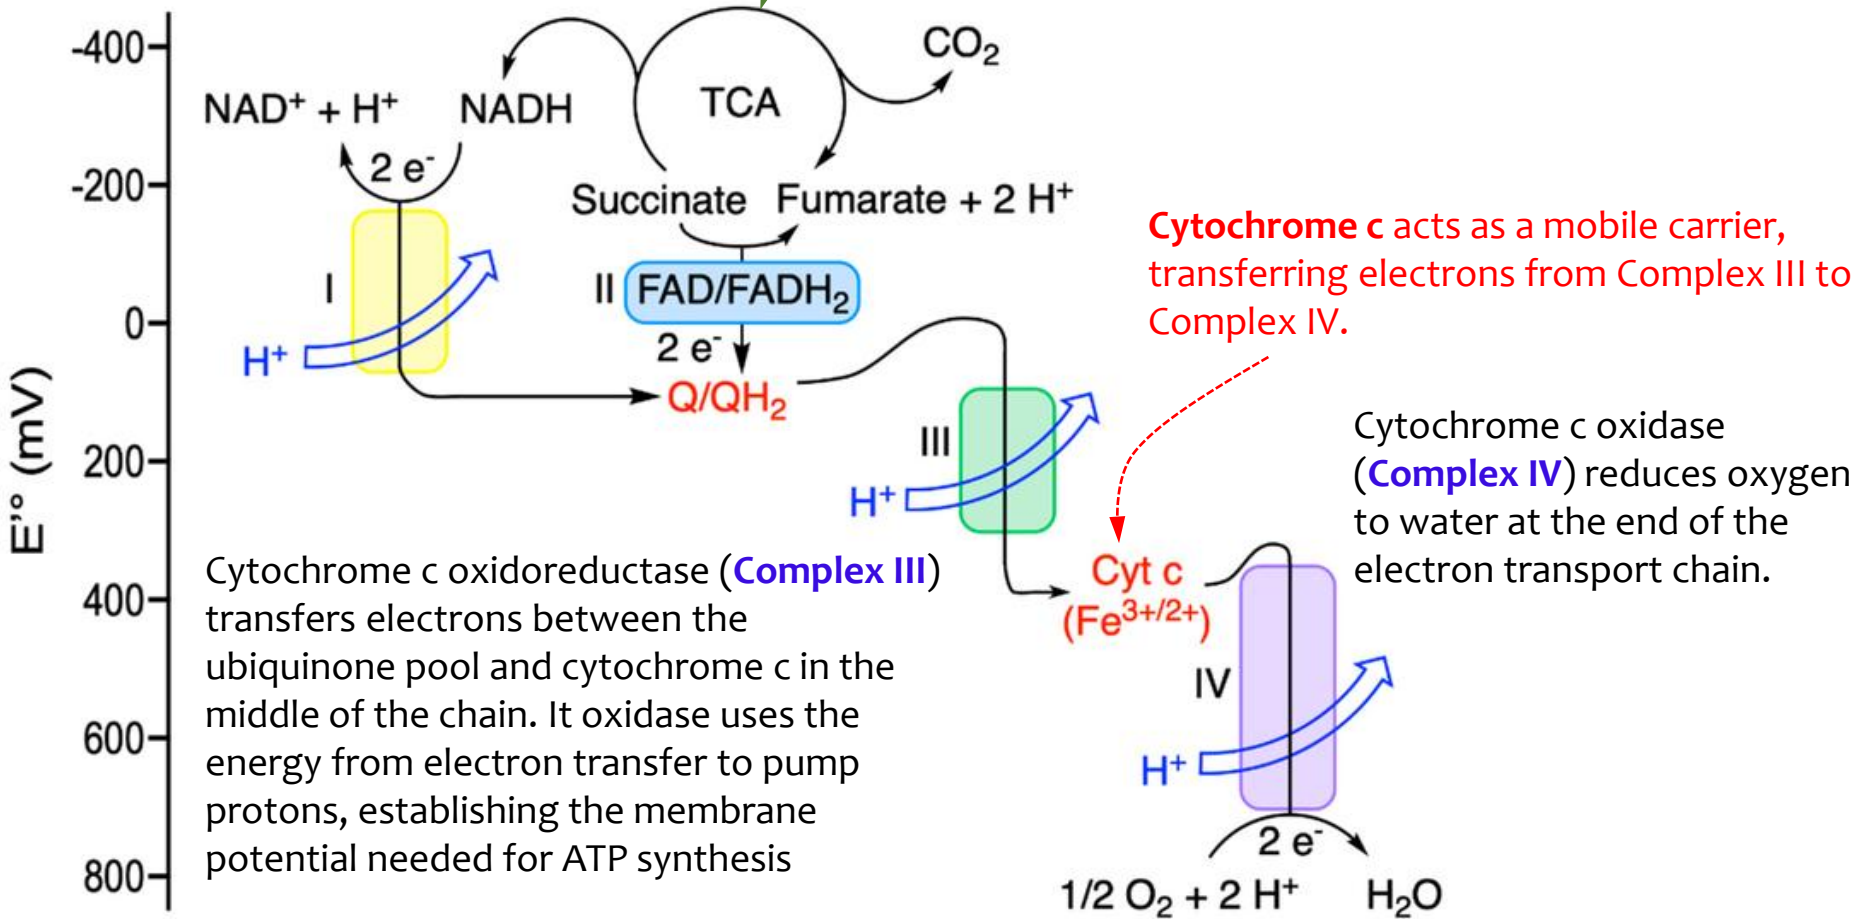 -400
CO₂
NAD⁺ + H⁺
NADH
TCA
2 e⁻
-200
Succinate
Fumarate + 2 H⁺
Cytochrome c acts as a mobile carrier,
transferring electrons from Complex III to
Complex IV.
I
II
FAD/FADH₂
0
H⁺
2 e⁻
Q/QH₂
E'° (mV)
200
III
H⁺
Cytochrome c oxidase
(Complex IV) reduces oxygen
to water at the end of the
electron transport chain.
Cytochrome c oxidoreductase (Complex III)
transfers electrons between the
ubiquinone pool and cytochrome c in the
middle of the chain. It oxidase uses the
energy from electron transfer to pump
protons, establishing the membrane
potential needed for ATP synthesis
400
Cyt c
(Fe³⁺/²⁺)
IV
600
H⁺
2 e⁻
800
1/2 O₂ + 2 H⁺
H₂O